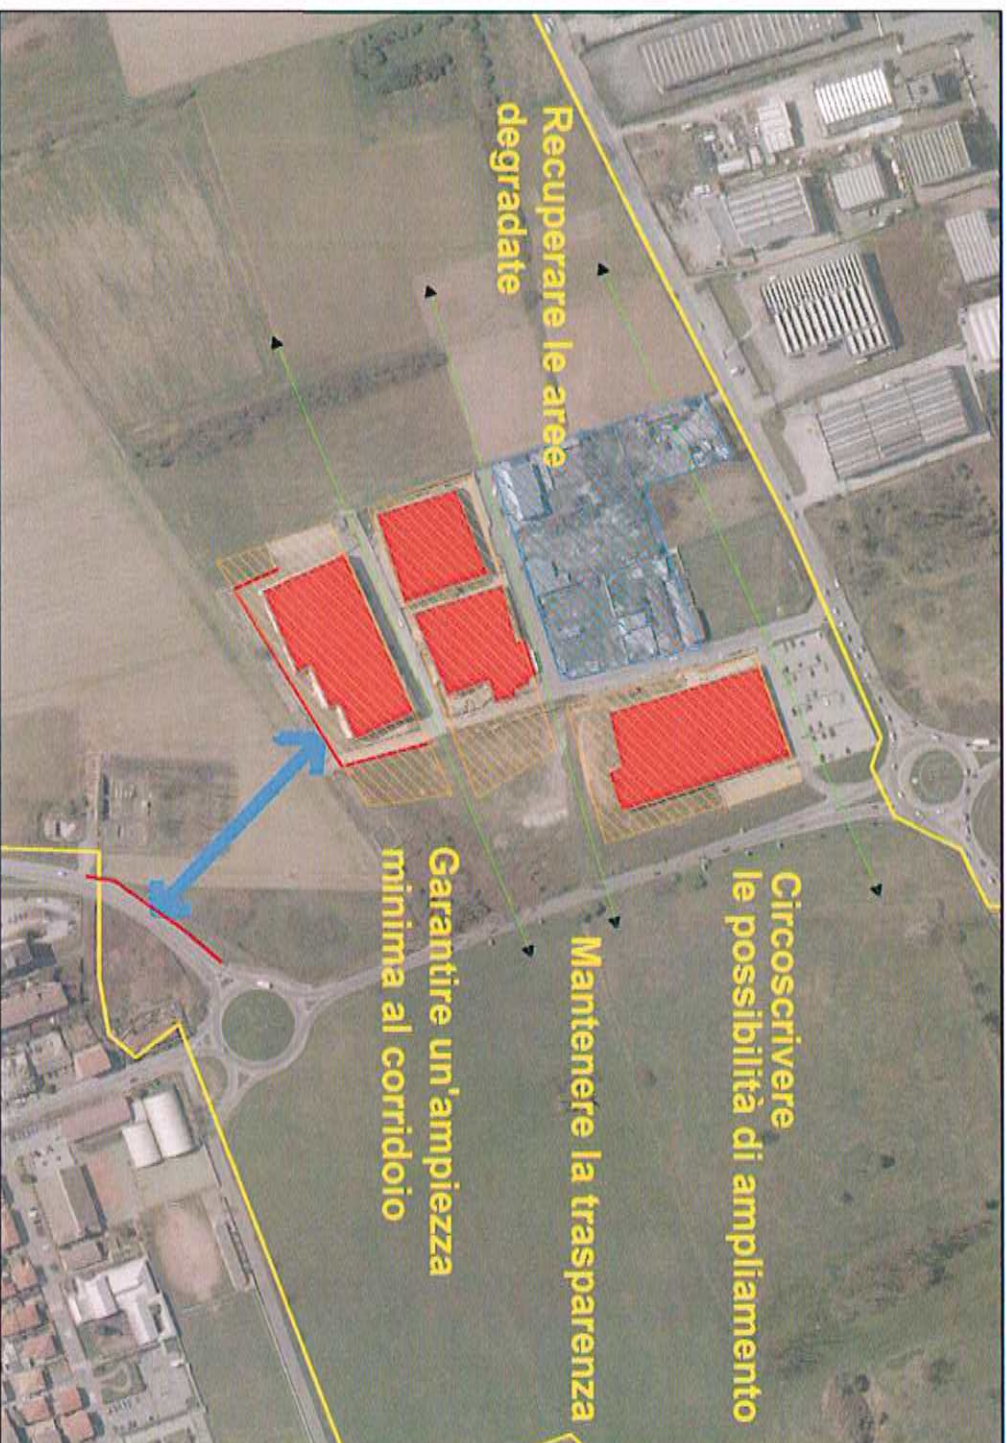 Recuperare le aree
degradate
Circoscrivere
le possibilità di ampliamento
Mantenere la trasparenza
Garantire un'ampiezza
minima al corridoio